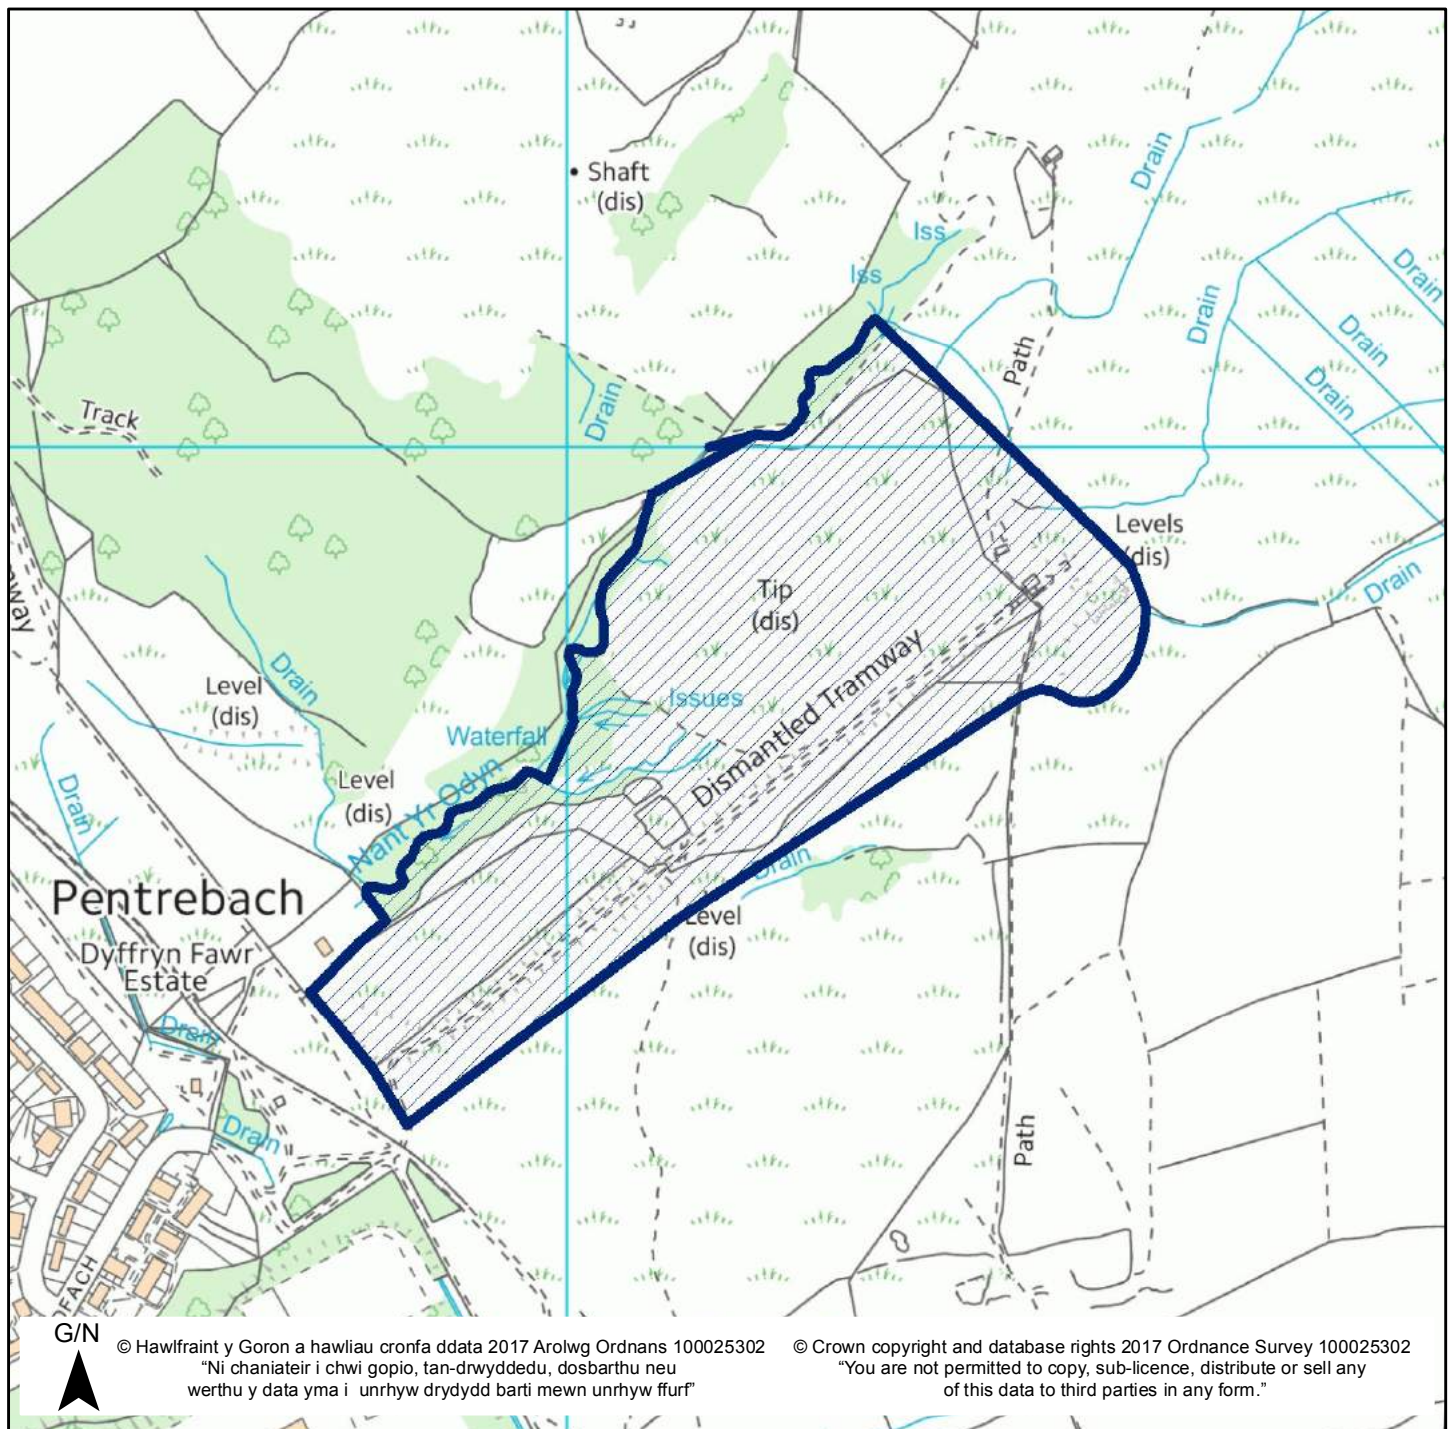 Shaft
(dis)
Drain
Iss
Iss
Drain
Drain
Drain
Drain
Path
Drain
Track
Levels
(dis)
Drain
Tip
(dis)
Dismantled Tramway
Issues
Waterfall
Nant Yr Odyn
Level
(dis)
Drain
Level
(dis)
Drain
Drain
Level
(dis)
Pentrebach
Dyffryn Fawr
Estate
Drain
Drain
Path
G/N
© Hawlfraint y Goron a hawliau cronfa ddata 2017 Arolwg Ordnans 100025302
“Ni chaniateir i chwi gopio, tan-drwyddedu, dosbarthu neu
werthu y data yma i unrhyw drydydd barti mewn unrhyw ffurf”
© Crown copyright and database rights 2017 Ordnance Survey 100025302
“You are not permitted to copy, sub-licence, distribute or sell any
of this data to third parties in any form.”